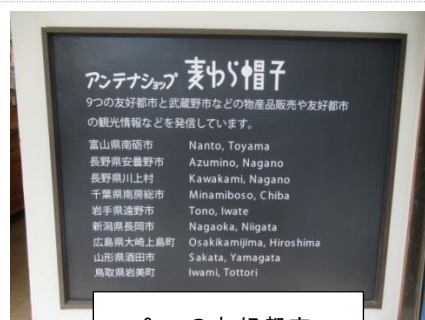 アンテナショップ 麦わら帽子
9つの友好都市と武蔵野市などの物産品販売や友好都市
の観光情報などを発信しています。
富山県南砺市 Nanto, Toyama
長野県安曇野市 Azumino, Nagano
長野県川上村 Kawakami, Nagano
千葉県南房総市 Minamiboso, Chiba
岩手県遠野市 Tono, Iwate
新潟県長岡市 Nagaoka, Niigata
広島県大崎上島町 Osakikamijima, Hiroshima
山形県酒田市 Sakata, Yamagata
鳥取県岩美町 Iwami, Tottori
の友好都市